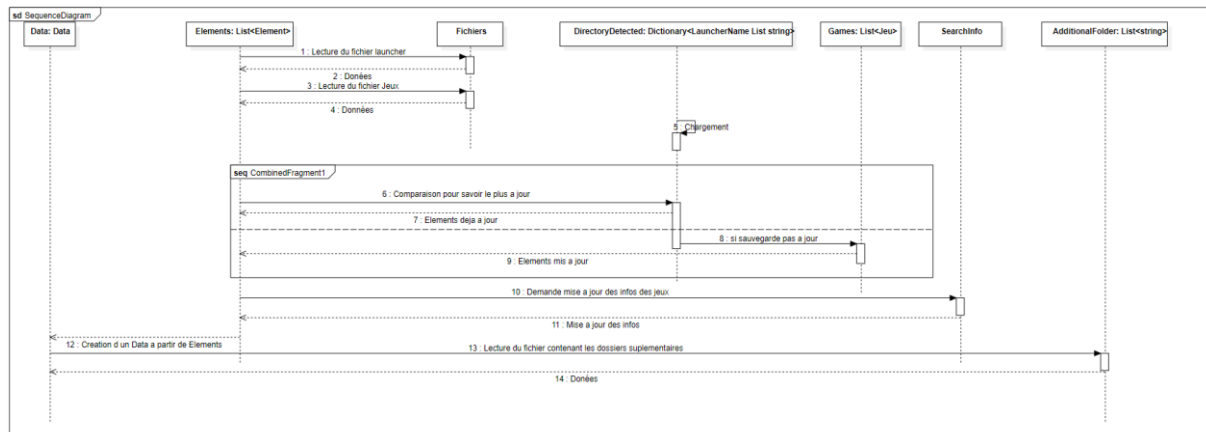 sd SequenceDiagram
Data: Data
Elements: List<Element>
Fichiers
DirectoryDetected: Dictionary<LauncherName List string>
Games: List<Jeu>
SearchInfo
AdditionalFolder: List<string>
1 : Lecture du fichier launcher
2 : Donées
3 : Lecture du fichier Jeux
4 : Données
5 : Chargement
seq CombinedFragment1
6 : Comparaison pour savoir le plus a jour
7 : Elements deja a jour
8 : si sauvegarde pas a jour
9 : Elements mis a jour
10 : Demande mise a jour des infos des jeux
11 : Mise a jour des infos
12 : Creation d un Data a partir de Elements
13 : Lecture du fichier contenant les dossiers suplementaires
14 : Donées